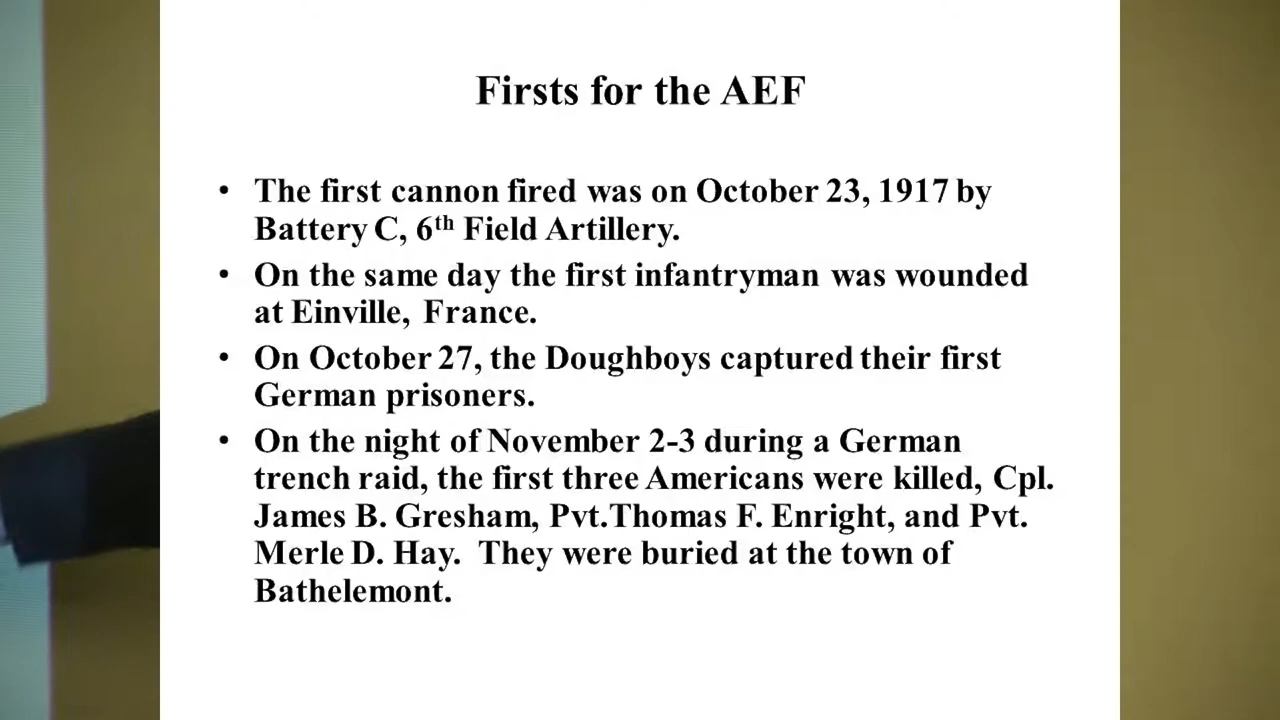 Firsts for the AEF
• The first cannon fired was on October 23, 1917 by
Battery C, 6th Field Artillery.
• On the same day the first infantryman was wounded
at Einville, France.
• On October 27, the Doughboys captured their first
German prisoners.
• On the night of November 2-3 during a German
trench raid, the first three Americans were killed, Cpl.
James B. Gresham, Pvt.Thomas F. Enright, and Pvt.
Merle D. Hay. They were buried at the town of
Bathelemont.